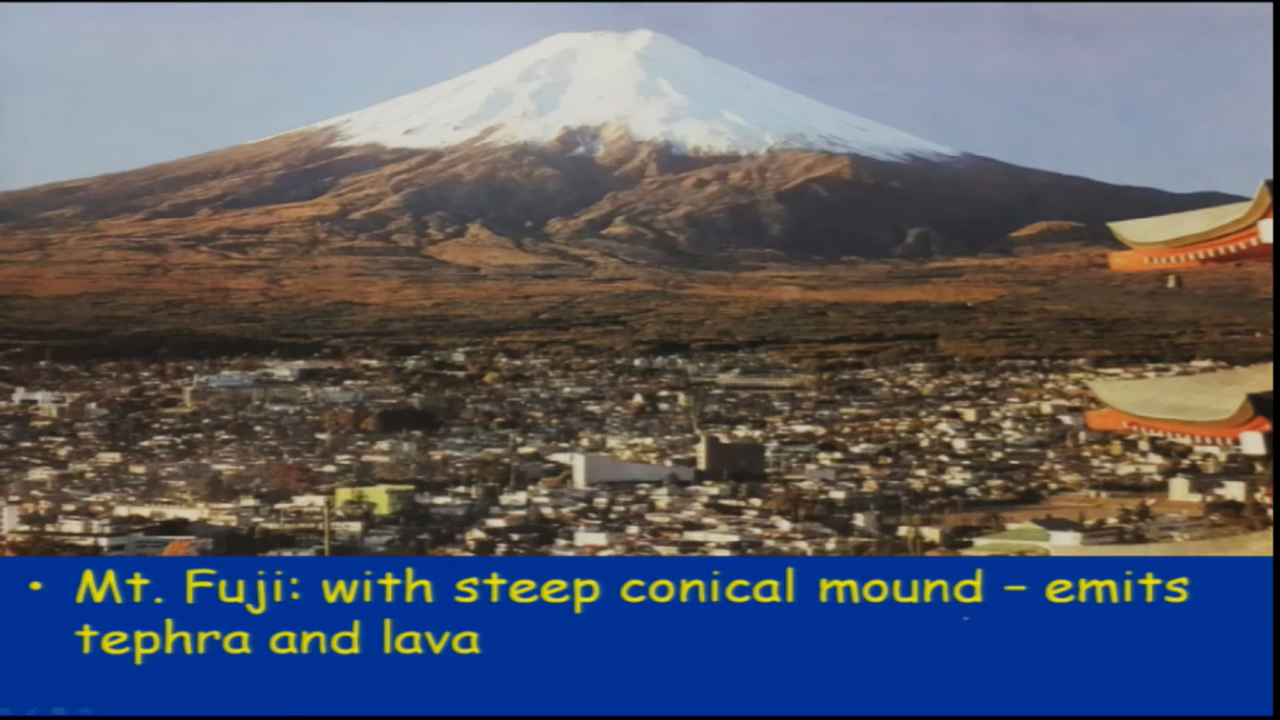 • Mt. Fuji: with steep conical mound – emits
tephra and lava